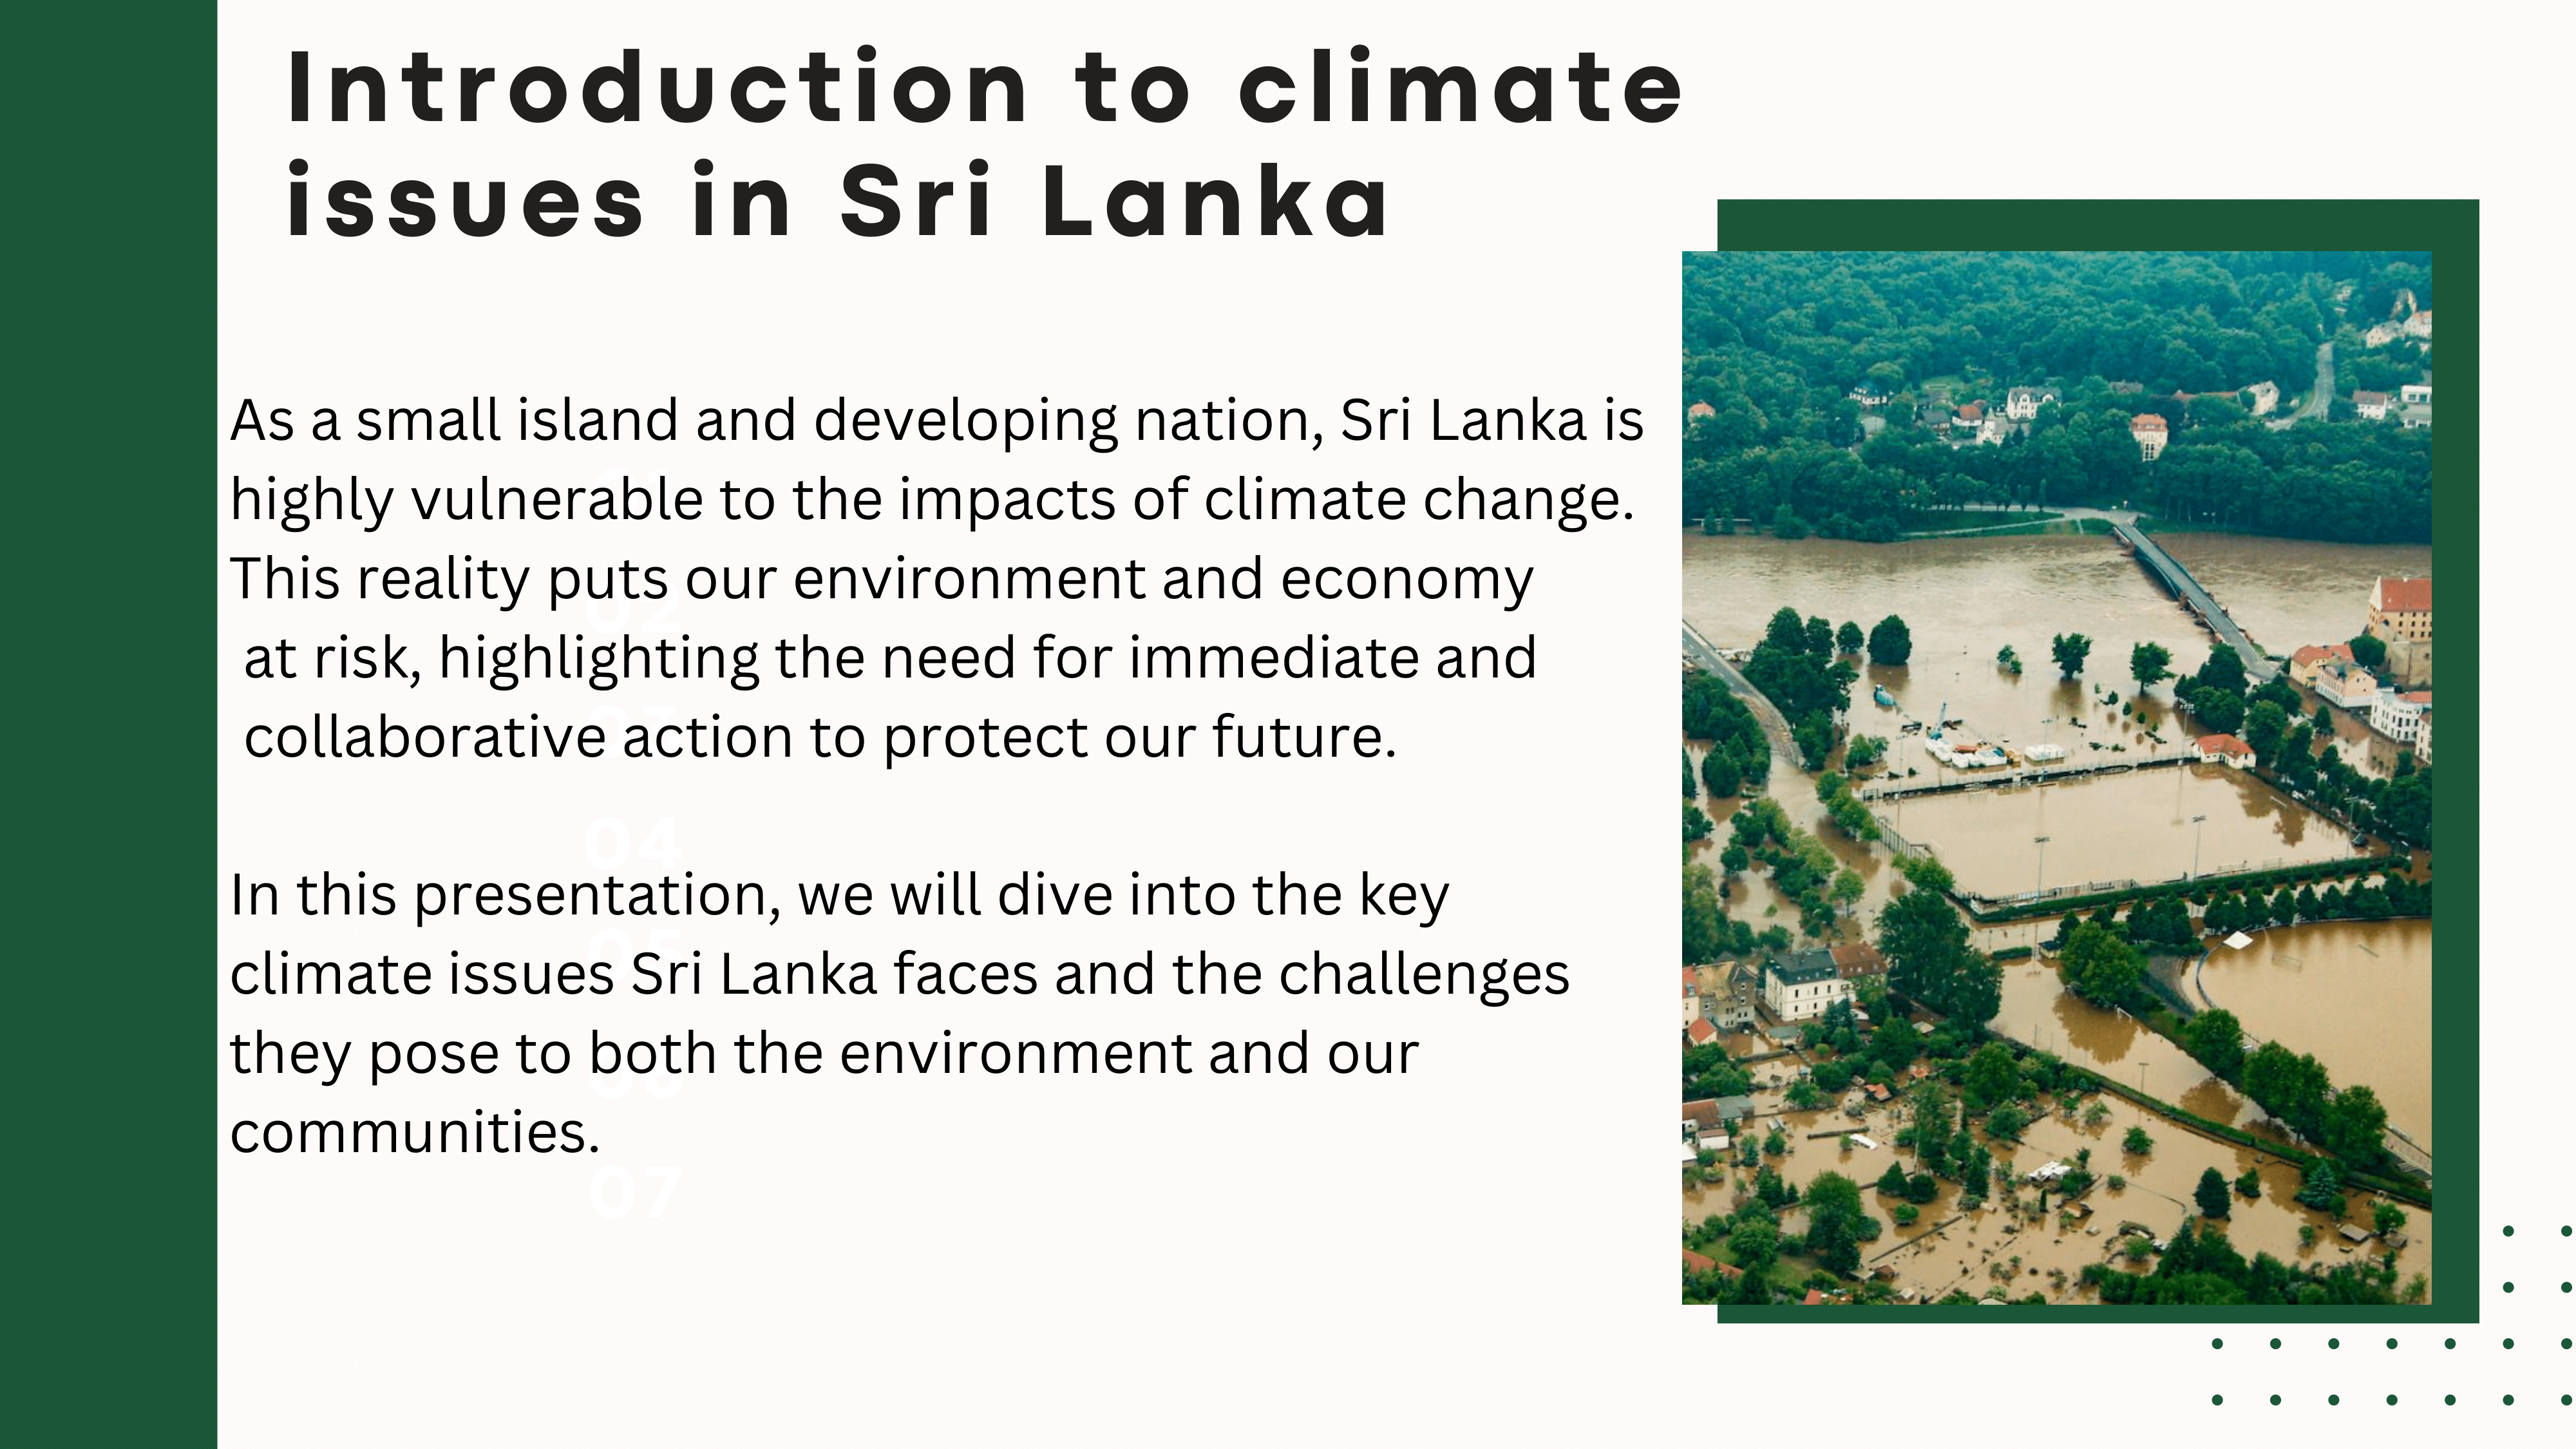 Introduction to climate
issues in Sri Lanka
As a small island and developing nation, Sri Lanka is
highly vulnerable to the impacts of climate change.
This reality puts our environment and economy
at risk, highlighting the need for immediate and
collaborative action to protect our future.
04
In this presentation, we will dive into the key
05
climate issues Sri Lanka faces and the challenges
they pose to both the environment and our
communities.
07